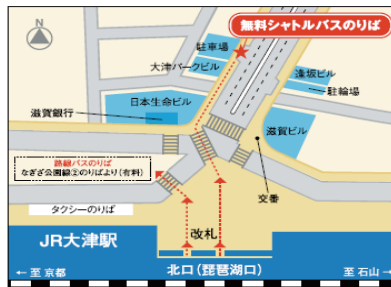 無料シャトルバスのりば
N
駐車場
大津パークビル
逢坂ビル
駐輪場
日本生命ビル
滋賀銀行
滋賀ビル
路線バスのりば
なぎさ公園線②のりばより(有料)
交番
タクシーのりば
改札
JR大津駅
北口(琵琶湖口)
← 至 京都
至 石山 →